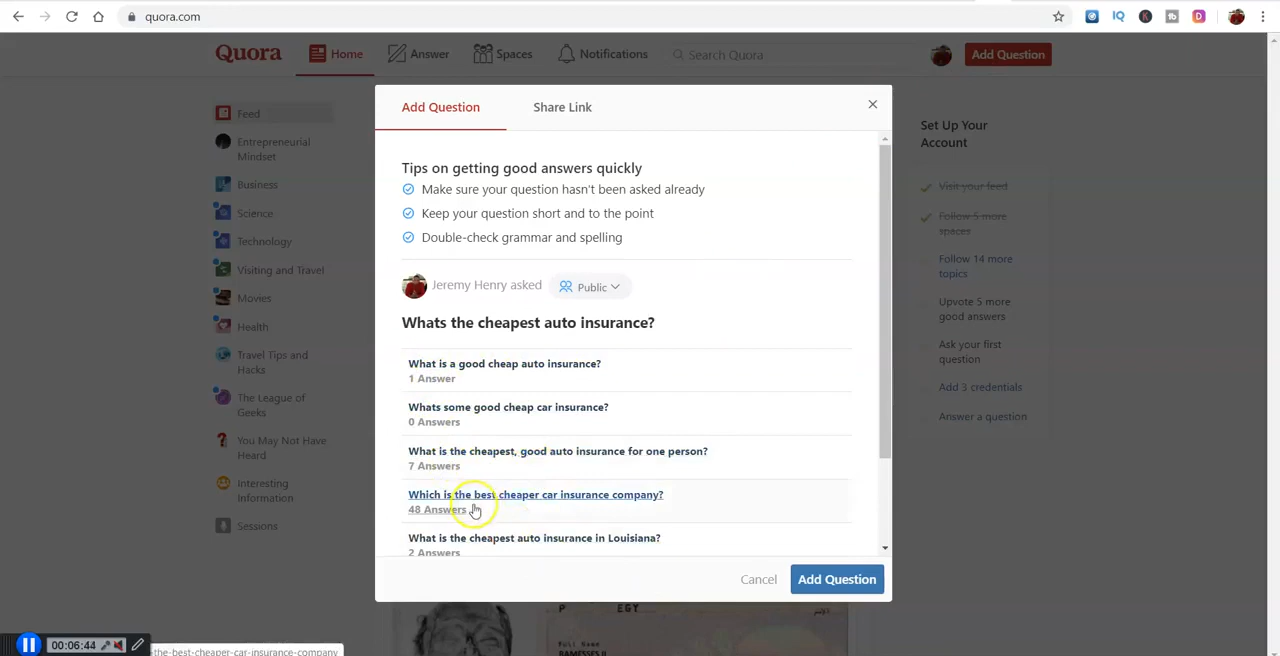 quora.com
IQ
K
tb
D
Quora
Home
Answer
Spaces
Notifications
Search Quora
Add Question
Feed
Entrepreneurial
Mindset
Business
Science
Technology
Visiting and Travel
Movies
Health
Travel Tips and
Hacks
The League of
Geeks
You May Not Have
Heard
Interesting
Information
Sessions
Add Question
Share Link
Tips on getting good answers quickly
Make sure your question hasn't been asked already
Keep your question short and to the point
Double-check grammar and spelling
Jeremy Henry asked
Public
Whats the cheapest auto insurance?
What is a good cheap auto insurance?
1 Answer
Whats some good cheap car insurance?
0 Answers
What is the cheapest, good auto insurance for one person?
7 Answers
Which is the best cheaper car insurance company?
48 Answers
What is the cheapest auto insurance in Louisiana?
2 Answers
Cancel
Add Question
Set Up Your
Account
Visit your feed
Follow 5 more
spaces
Follow 14 more
topics
Upvote 5 more
good answers
Ask your first
question
Add 3 credentials
Answer a question
EGY
Full Name
RAMESSES II
00:06:44
the-best-cheaper-car-insurance-company